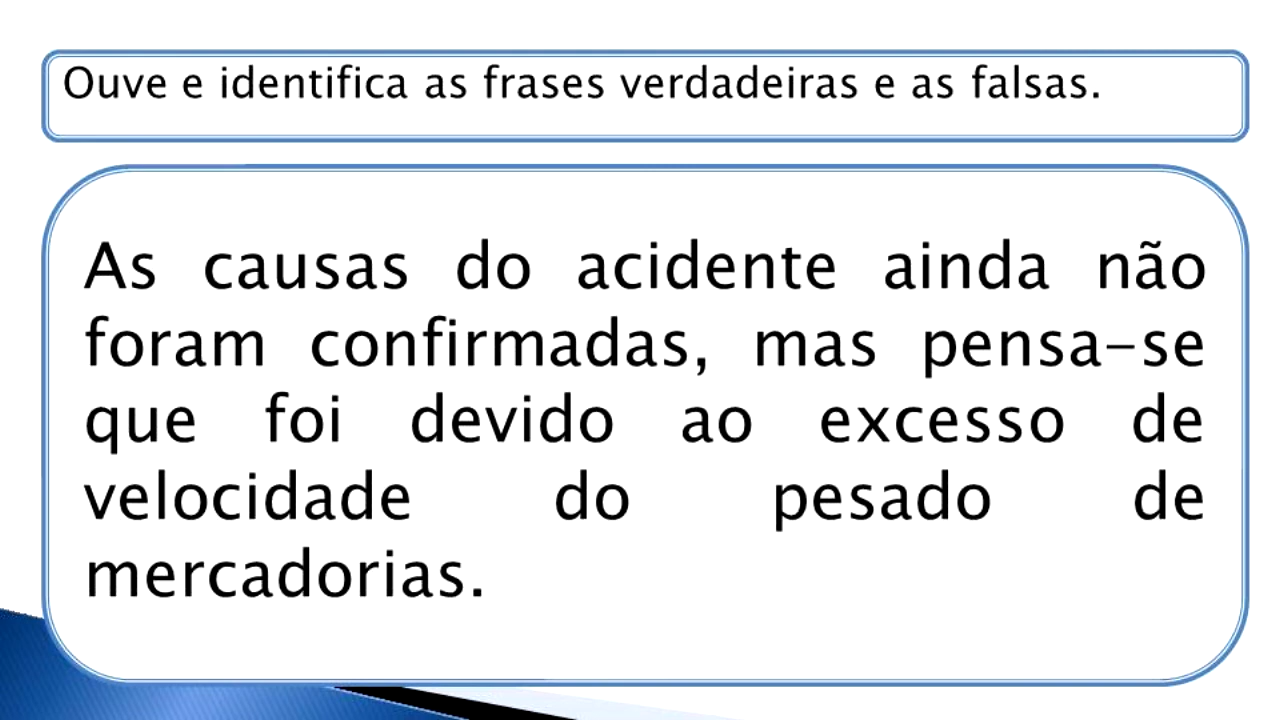 Ouve e identifica as frases verdadeiras e as falsas.
As causas do acidente ainda não
foram confirmadas, mas pensa-se
que foi devido ao excesso de
velocidade do pesado de
mercadorias.